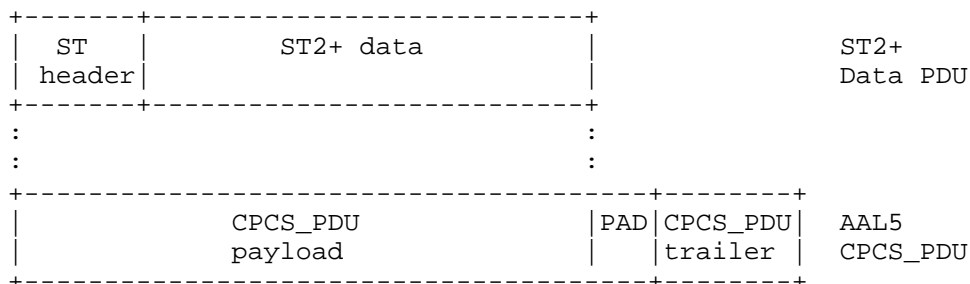 +-------+---------------------------+
|  ST   |        ST2+ data          |                ST2+
| header|                           |                Data PDU
+-------+---------------------------+
:                                   :
:                                   :
+---------------------------------------+--------+
|             CPCS_PDU              |PAD|CPCS_PDU|  AAL5
|             payload               |   |trailer |  CPCS_PDU
+---------------------------------------+--------+